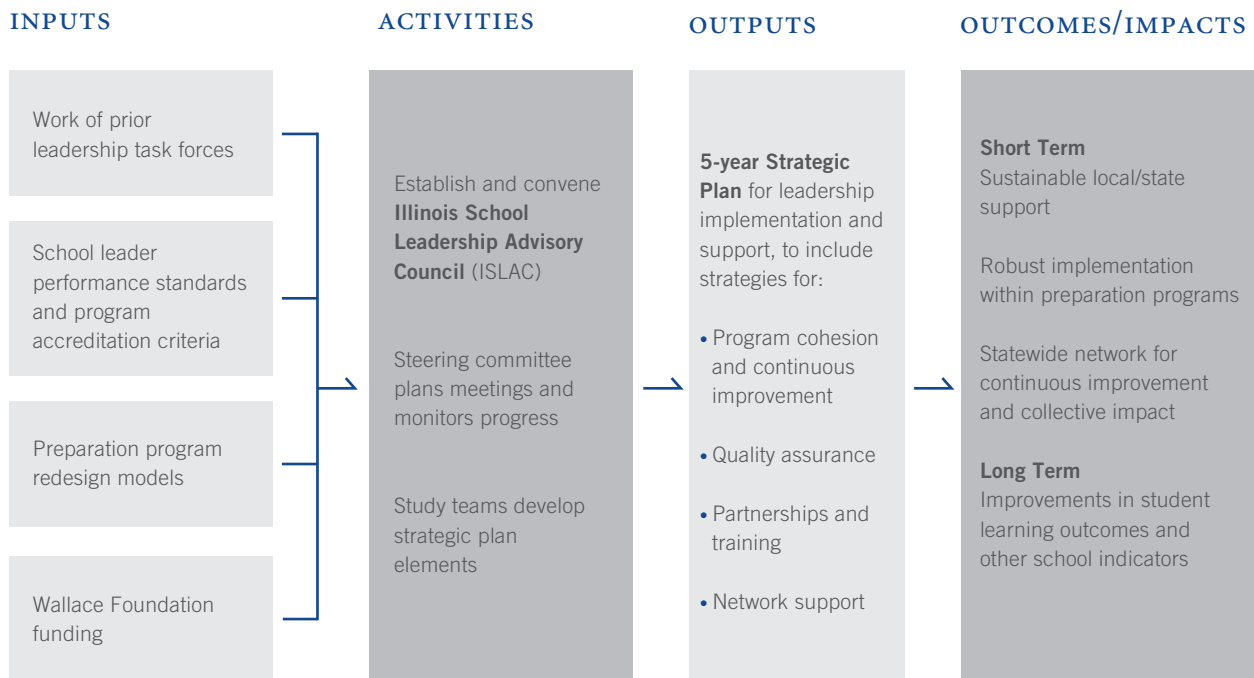 INPUTS
Work of prior
leadership task forces
School leader
performance standards
and program
accreditation criteria
Preparation program
redesign models
Wallace Foundation
funding
ACTIVITIES
Establish and convene
Illinois School
Leadership Advisory
Council (ISLAC)
Steering committee
plans meetings and
monitors progress
Study teams develop
strategic plan
elements
OUTPUTS
5-year Strategic
Plan for leadership
implementation and
support, to include
strategies for:
• Program cohesion
and continuous
improvement
• Quality assurance
• Partnerships and
training
• Network support
OUTCOMES/IMPACTS
Short Term
Sustainable local/state
support
Robust implementation
within preparation programs
Statewide network for
continuous improvement
and collective impact
Long Term
Improvements in student
learning outcomes and
other school indicators